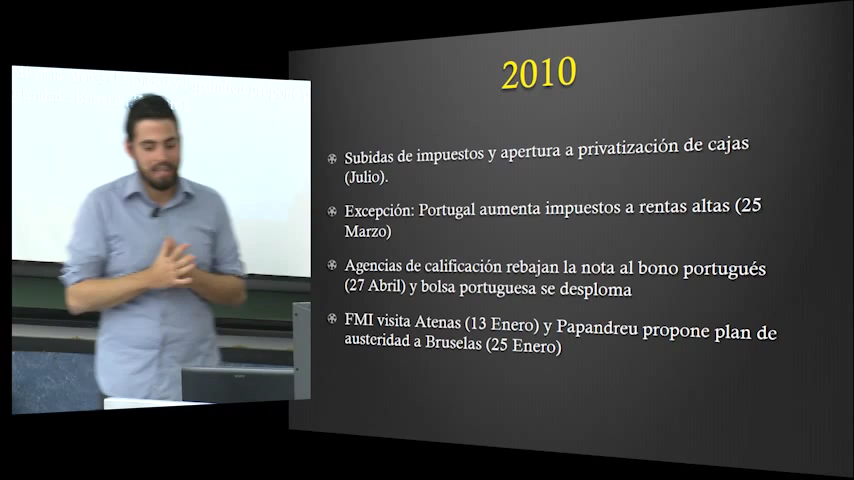 2010
Subidas de impuestos y apertura a privatización de cajas
(Julio).
Excepción: Portugal aumenta impuestos a rentas altas (25
Marzo)
Agencias de calificación rebajan la nota al bono portugués
(27 Abril) y bolsa portuguesa se desploma
FMI visita Atenas (13 Enero) y Papandreu propone plan de
austeridad a Bruselas (25 Enero)